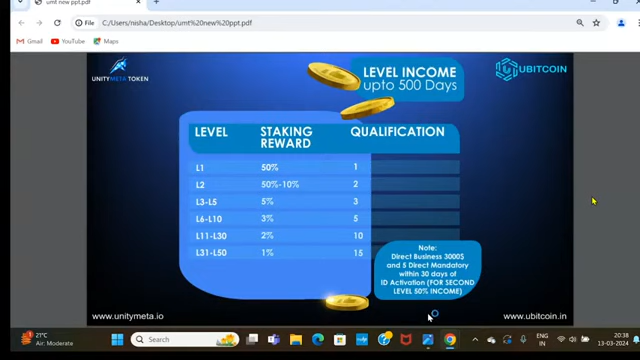 umt new ppt.pdf
File C:/Users/nisha/Desktop/umt%20new%20ppt.pdf
Gmail YouTube Maps
UNITYMETA TOKEN
LEVEL INCOME
upto 500 Days
UBITCOIN
LEVEL STAKING REWARD QUALIFICATION
L1 50% 1
L2 50%-10% 2
L3-L5 5% 3
L6-L10 3% 5
L11-L30 2% 10
L31-L50 1% 15
Note:
Direct Business 3000$
and 5 Direct Mandatory
within 30 days of
ID Activation (FOR SECOND
LEVEL 50% INCOME)
www.unitymeta.io
www.ubitcoin.in
21°C
Air: Moderate
Search
ENG
IN
20:38
13-03-2024